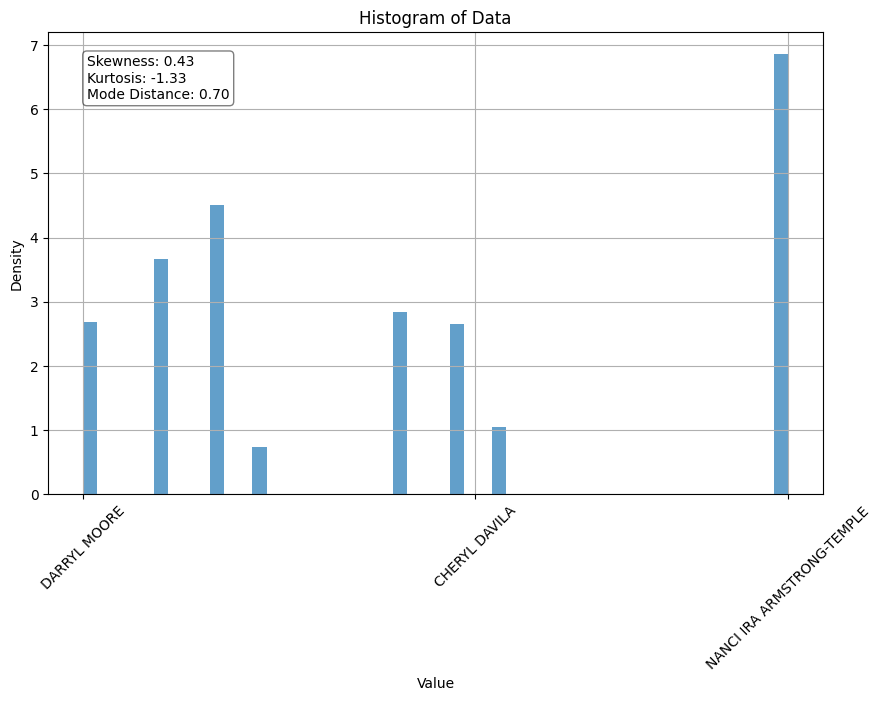 Histogram of Data
7
6
5
4
3
2
1
0
Density
Skewness: 0.43
Kurtosis: -1.33
Mode Distance: 0.70
DARRYL MOORE
CHERYL DAVILA
NANCI IRA ARMSTRONG-TEMPLE
Value